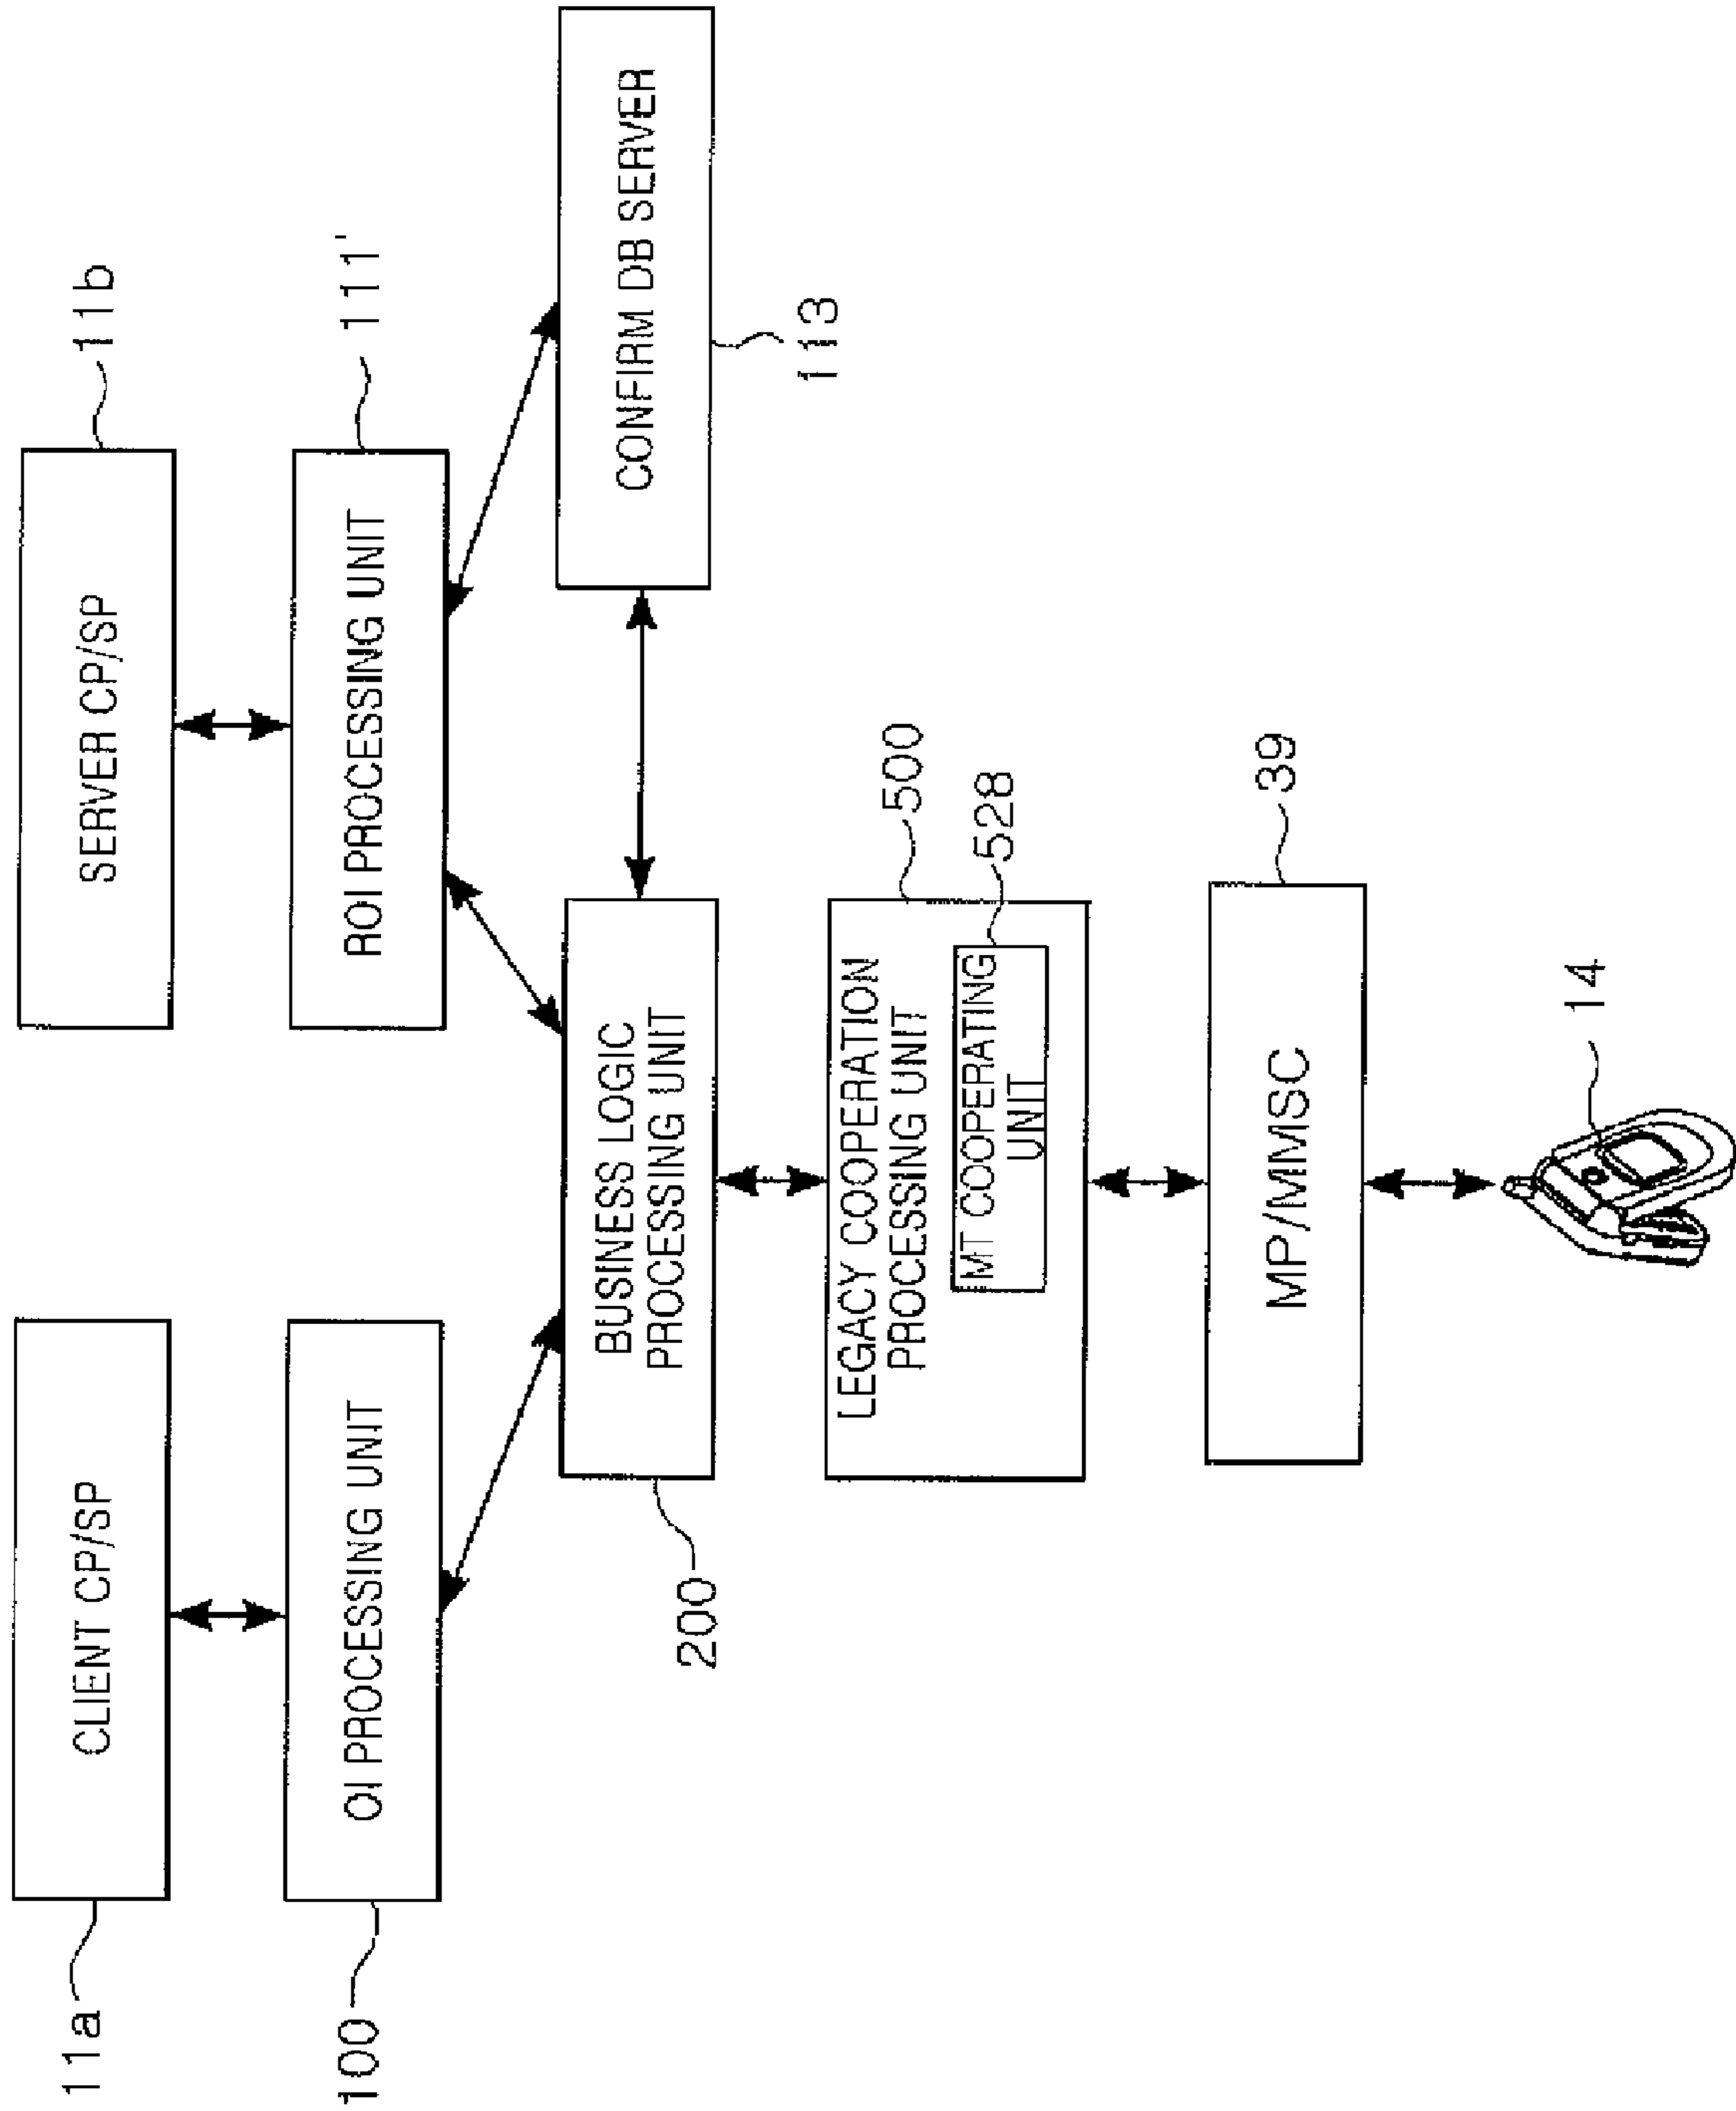 11a
CLIENT CP/SP
SERVER CP/SP
11b
100
OI PROCESSING UNIT
ROI PROCESSING UNIT
111'
200
BUSINESS LOGIC
PROCESSING UNIT
CONFIRM DB SERVER
113
LEGACY COOPERATION
PROCESSING UNIT
500
MT COOPERATING
UNIT
528
MP/MMSC
39
14